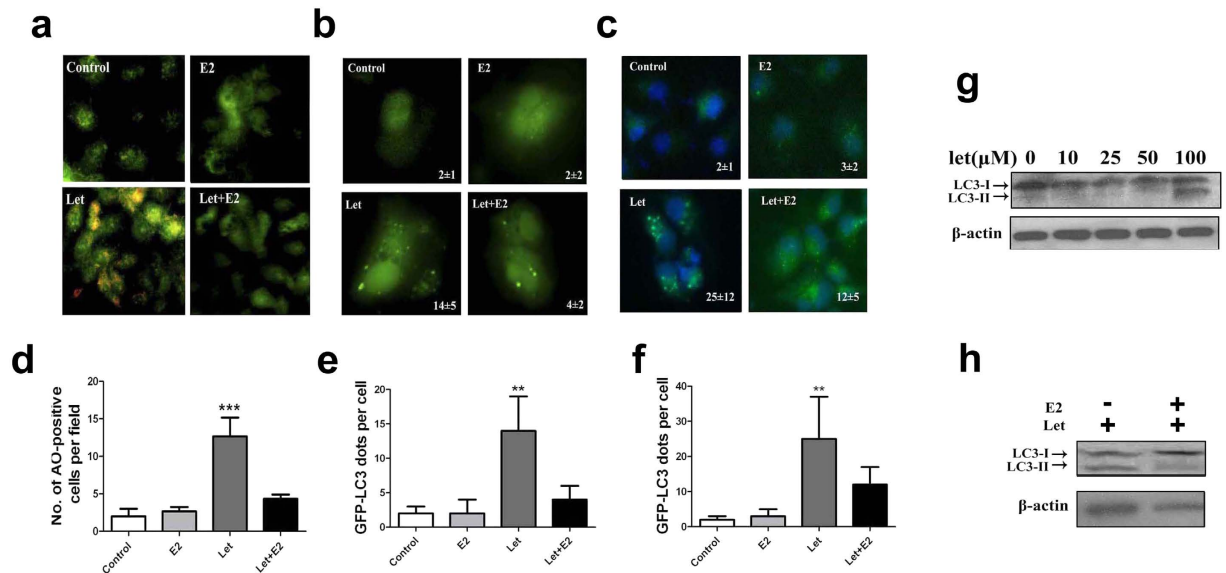 a
Control
E2
Let
Let+E2
b
Control
2±1
E2
2±2
Let
14±5
Let+E2
4±2
c
Control
2±1
E2
3±2
Let
25±12
Let+E2
12±5
d
No. of AO-positive
cells per field
20
15
10
5
0
Control
E2
Let
Let+E2
***
e
GFP-LC3 dots per cell
20
15
10
5
0
Control
E2
Let
Let+E2
**
f
GFP-LC3 dots per cell
40
30
20
10
0
Control
E2
Let
Let+E2
**
g
let(µM) 0 10 25 50 100
LC3-I→
LC3-II→
β-actin
h
E2 - +
Let + +
LC3-I→
LC3-II→
β-actin